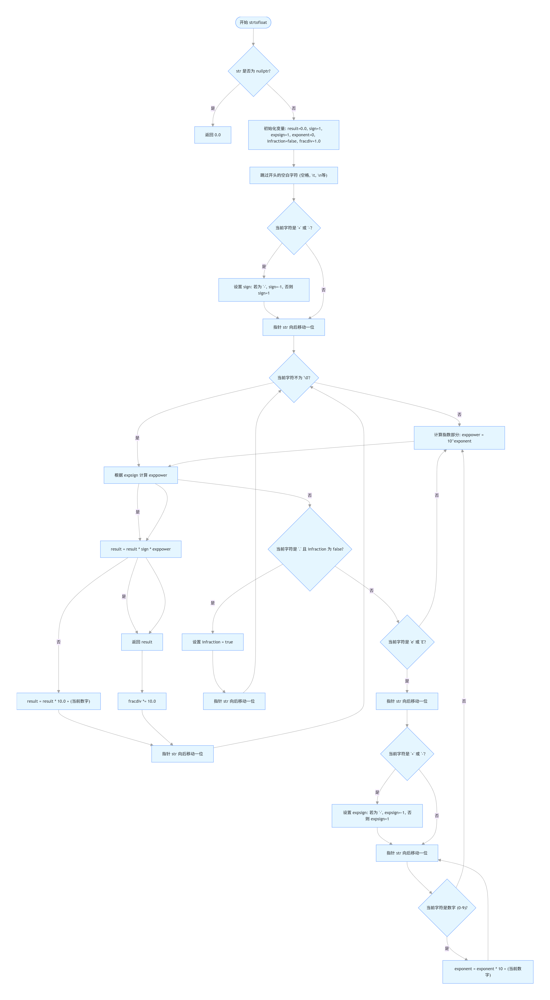 开始 strtofloat
str 是否为 nullptr?
是
否
返回 0.0
初始化变量: result=0.0, sign=1,
expsign=1, exponent=0,
infraction=false, fracdiv=1.0
跳过开头的空白字符 (空格, \t, \n等)
当前字符是 '+' 或 '-'?
是
设置 sign: 若为 '-', sign=-1, 否则
sign=1
否
指针 str 向后移动一位
当前字符不为 '\0'?
否
是
计算指数部分: exppower =
10^exponent
根据 expsign 计算 exppower
否
否
是
result = result * sign * exppower
当前字符是 '.' 且 infraction 为 false?
否
是
是
否
返回 result
设置 infraction = true
当前字符是 'e' 或 'E'?
是
result = result * 10.0 + (当前数字)
fracdiv *= 10.0
指针 str 向后移动一位
指针 str 向后移动一位
否
指针 str 向后移动一位
当前字符是 '+' 或 '-'?
是
设置 expsign: 若为 '-', expsign=-1, 否
则 expsign=1
否
指针 str 向后移动一位
当前字符是数字 (0-9)?
是
exponent = exponent * 10 + (当前数
字)